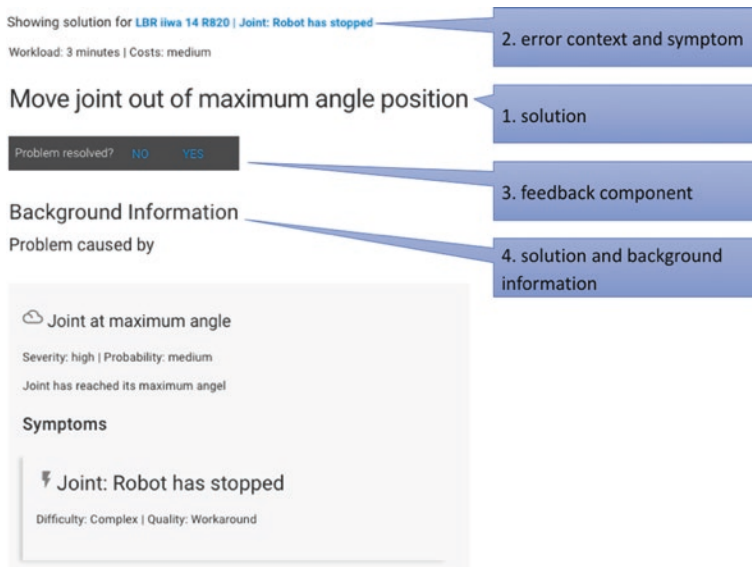 Showing solution for LBR iiwa 14 R820 | Joint: Robot has stopped
2. error context and symptom
Workload: 3 minutes | Costs: medium
Move joint out of maximum angle position
1. solution
Problem resolved? NO YES
3. feedback component
Background Information
4. solution and background
information
Problem caused by
Joint at maximum angle
Severity: high | Probability: medium
Joint has reached its maximum angel
Symptoms
Joint: Robot has stopped
Difficulty: Complex | Quality: Workaround